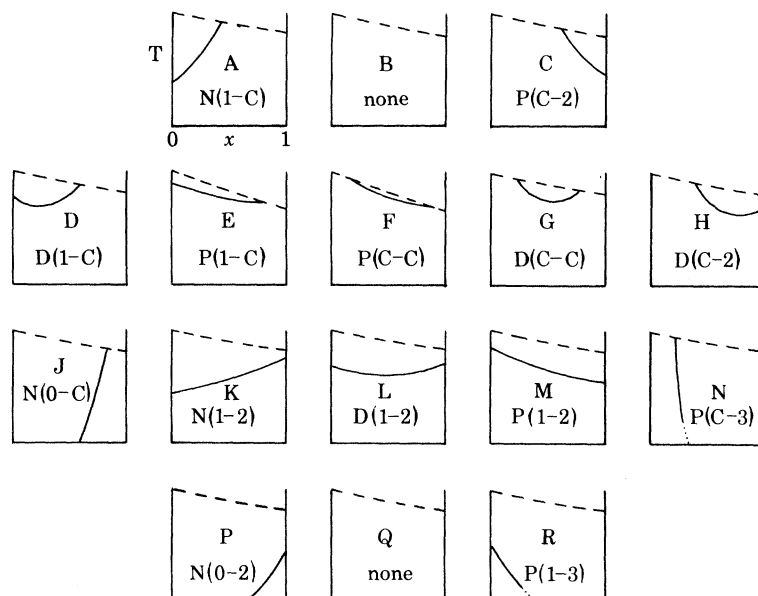 T
A
N(1–C)
0 x 1
B
none
C
P(C–2)
D
D(1–C)
E
P(1–C)
F
P(C–C)
G
D(C–C)
H
D(C–2)
J
N(0–C)
K
N(1–2)
L
D(1–2)
M
P(1–2)
N
P(C–3)
P
N(0–2)
Q
none
R
P(1–3)